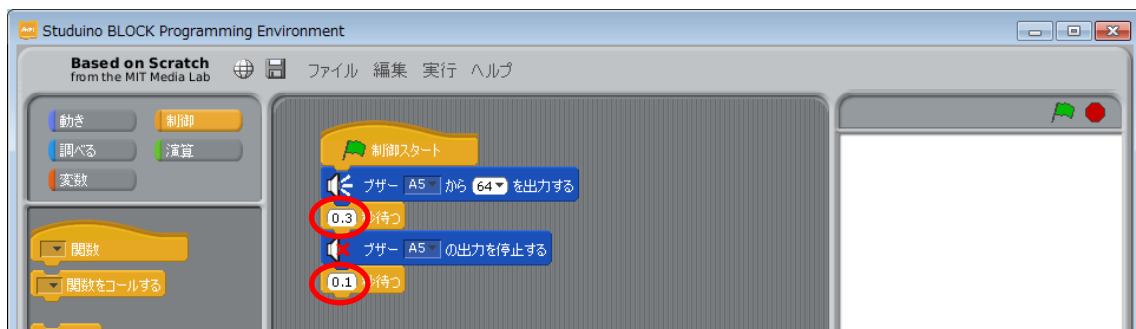 Studuino BLOCK Programming Environment
Based on Scratch
from the MIT Media Lab
ファイル 編集 実行 ヘルプ
動き 制御
調べる 演算
変数
関数
関数をコールする
制御スタート
ブザー A5 から 64 を出力する
0.3 秒待つ
ブザー A5 の出力を停止する
0.1 秒待つ